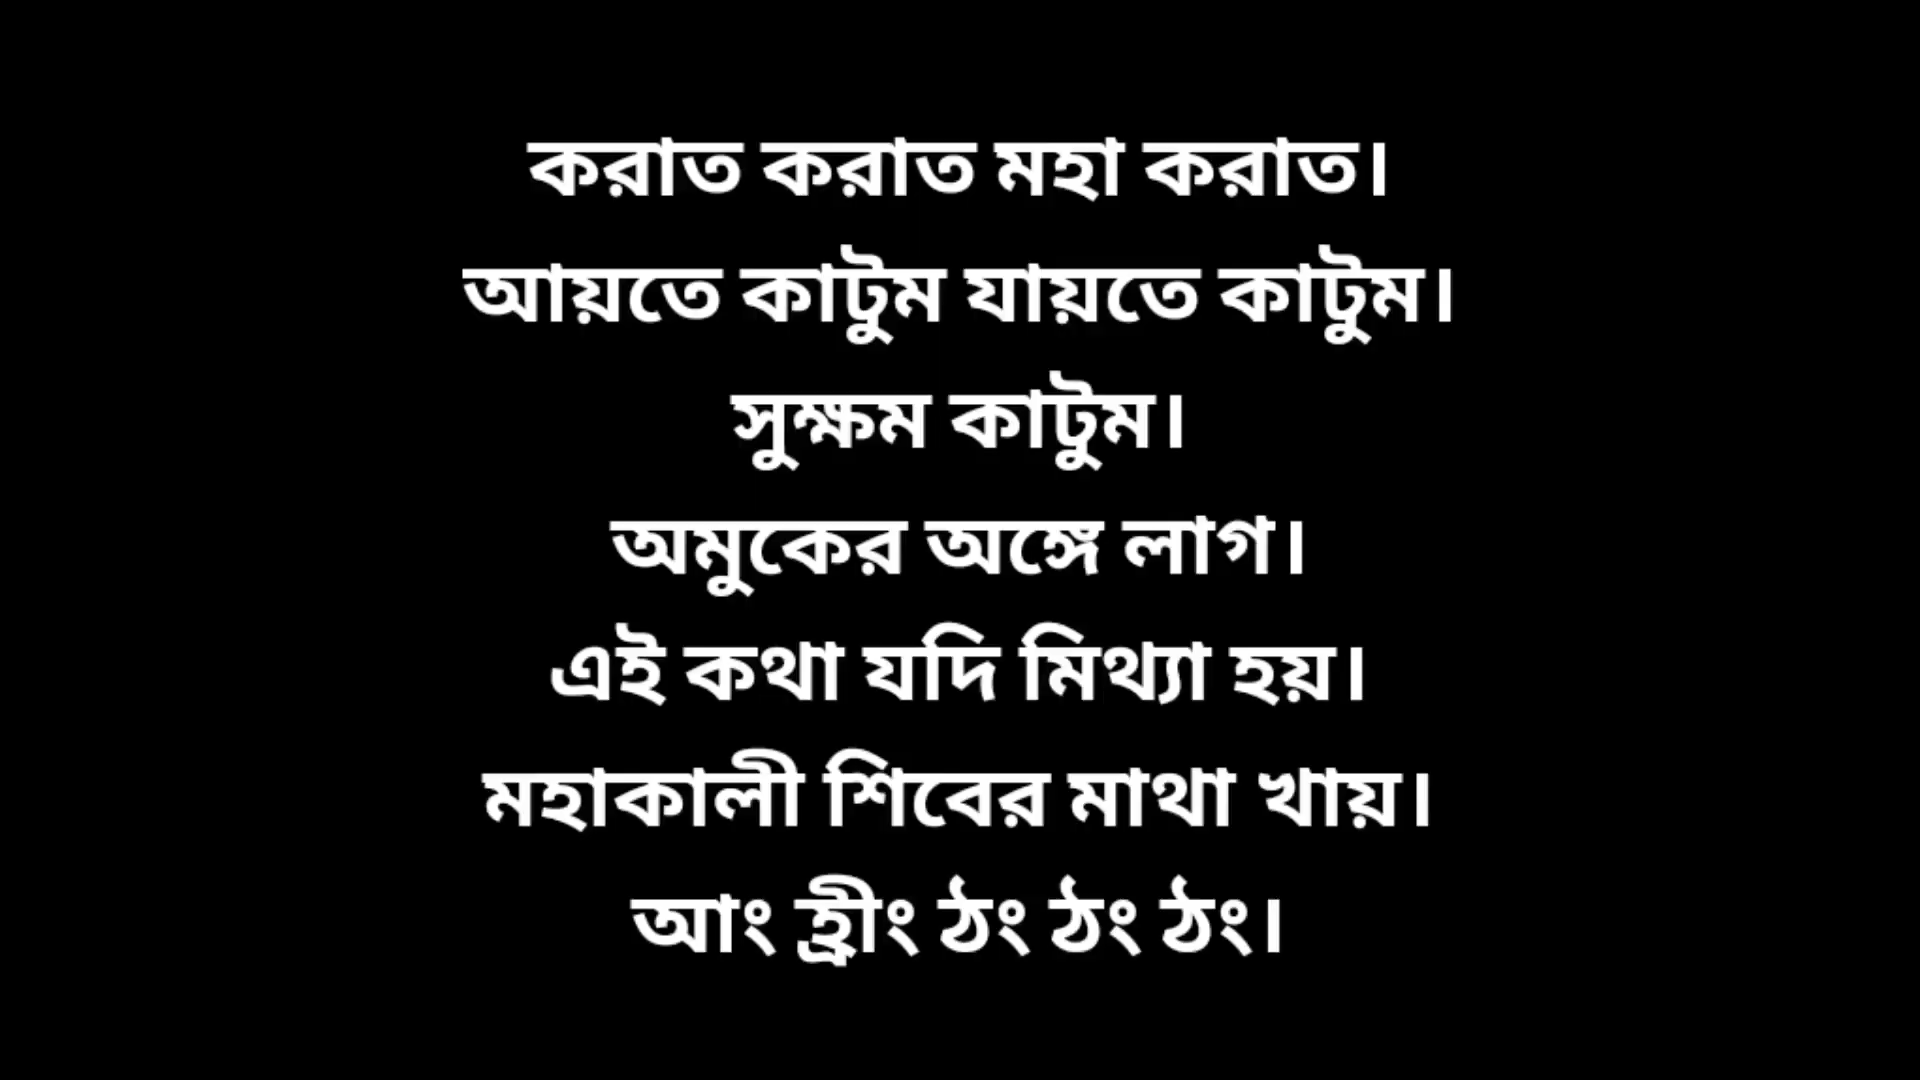 করাত করাত মহা করাত।
আয়তে কাটুম যায়তে কাটুম।
সুক্ষম কাটুম।
অমুকের অঙ্গে লাগ।
এই কথা যদি মিথ্যা হয়।
মহাকালী শিবের মাথা খায়।
আং হ্রীং ঠং ঠং ঠং।